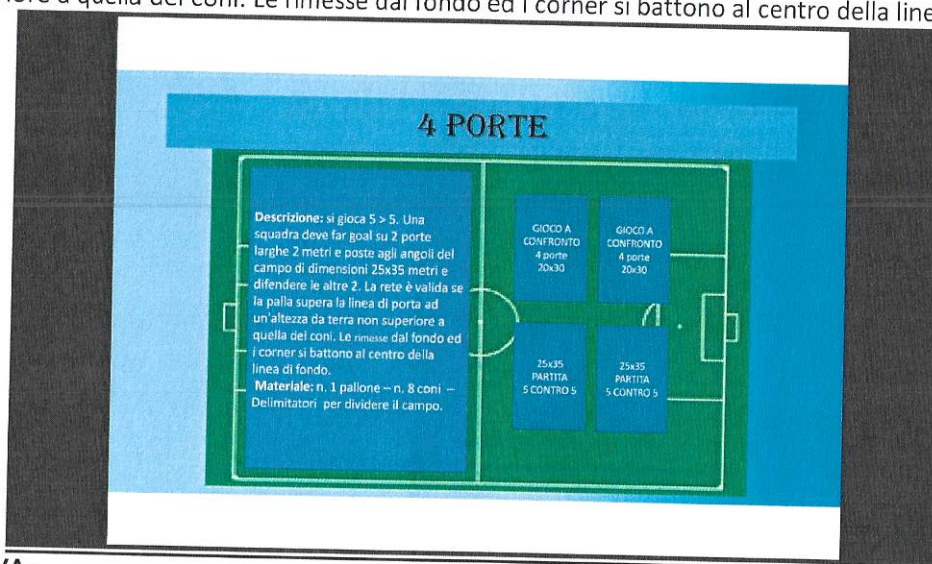 iore a quella dei coni. Le rimesse dal fondo ed i corner si battono al centro della line
4 PORTE
Descrizione: si gioca 5 > 5. Una
squadra deve far goal su 2 porte
larghe 2 metri e poste agli angoli del
campo di dimensioni 25x35 metri e
difendere le altre 2. La rete è valida se
la palla supera la linea di porta ad
un'altezza da terra non superiore a
quella dei coni. Le rimesse dal fondo ed
i corner si battono al centro della
linea di fondo.
Materiale: n. 1 pallone – n. 8 coni –
Delimitatori per dividere il campo.
GIOCO A
CONFRONTO
4 porte
20x30
GIOCO A
CONFRONTO
4 porte
20x30
25x35
PARTITA
5 CONTRO 5
25x35
PARTITA
5 CONTRO 5